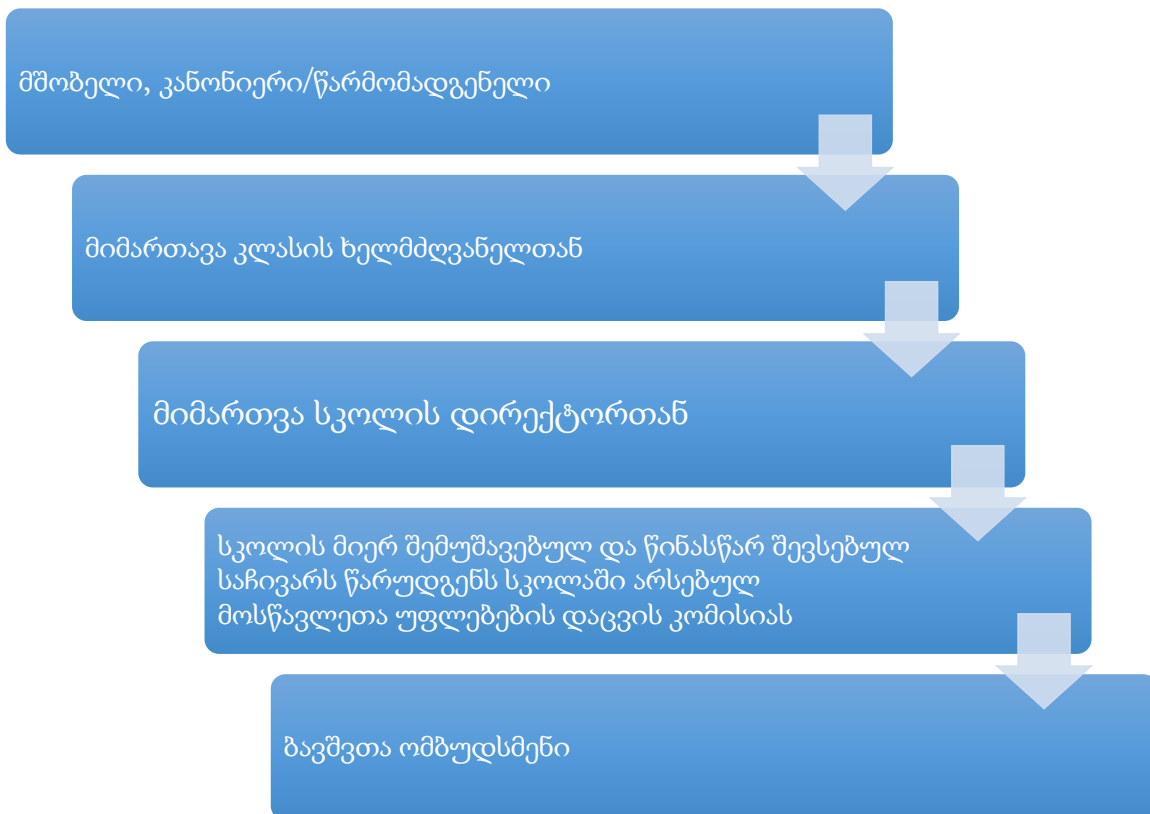 მშობელი, კანონიერი/წარმომადგენელი
მიმართავა კლასის ხელმძღვანელთან
მიმართვა სკოლის დირექტორთან
სკოლის მიერ შემუშავებულ და წინასწარ შევსებულ
საჩივარს წარუდგენს სკოლაში არსებულ
მოსწავლეთა უფლებების დაცვის კომისიას
ბავშვთა ომბუდსმენი